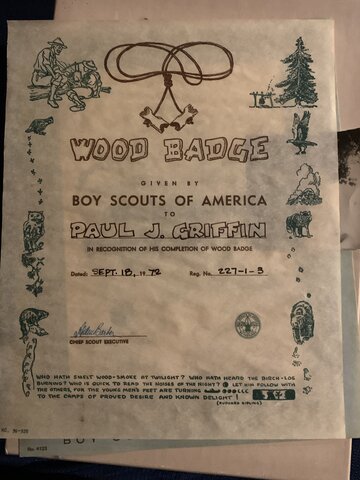 WOOD BADGE
GIVEN BY
BOY SCOUTS OF AMERICA
TO
PAUL J. GRIFFIN
IN RECOGNITION OF HIS COMPLETION OF WOOD BADGE
Dated: SEPT. 18, 1972 Reg. No. 227-1-3
CHIEF SCOUT EXECUTIVE
WHO HATH SMELT WOOD-SMOKE AT TWILIGHT? WHO HATH HEARD THE BIRCH-LOG
BURNING? WHO IS QUICK TO READ THE NOISES OF THE NIGHT? LET HIM FOLLOW WITH
THE OTHERS, FOR THE YOUNG MEN'S FEET ARE TURNING
TO THE CAMPS OF PROVED DESIRE AND KNOWN DELIGHT!
(RUDYARD KIPLING)